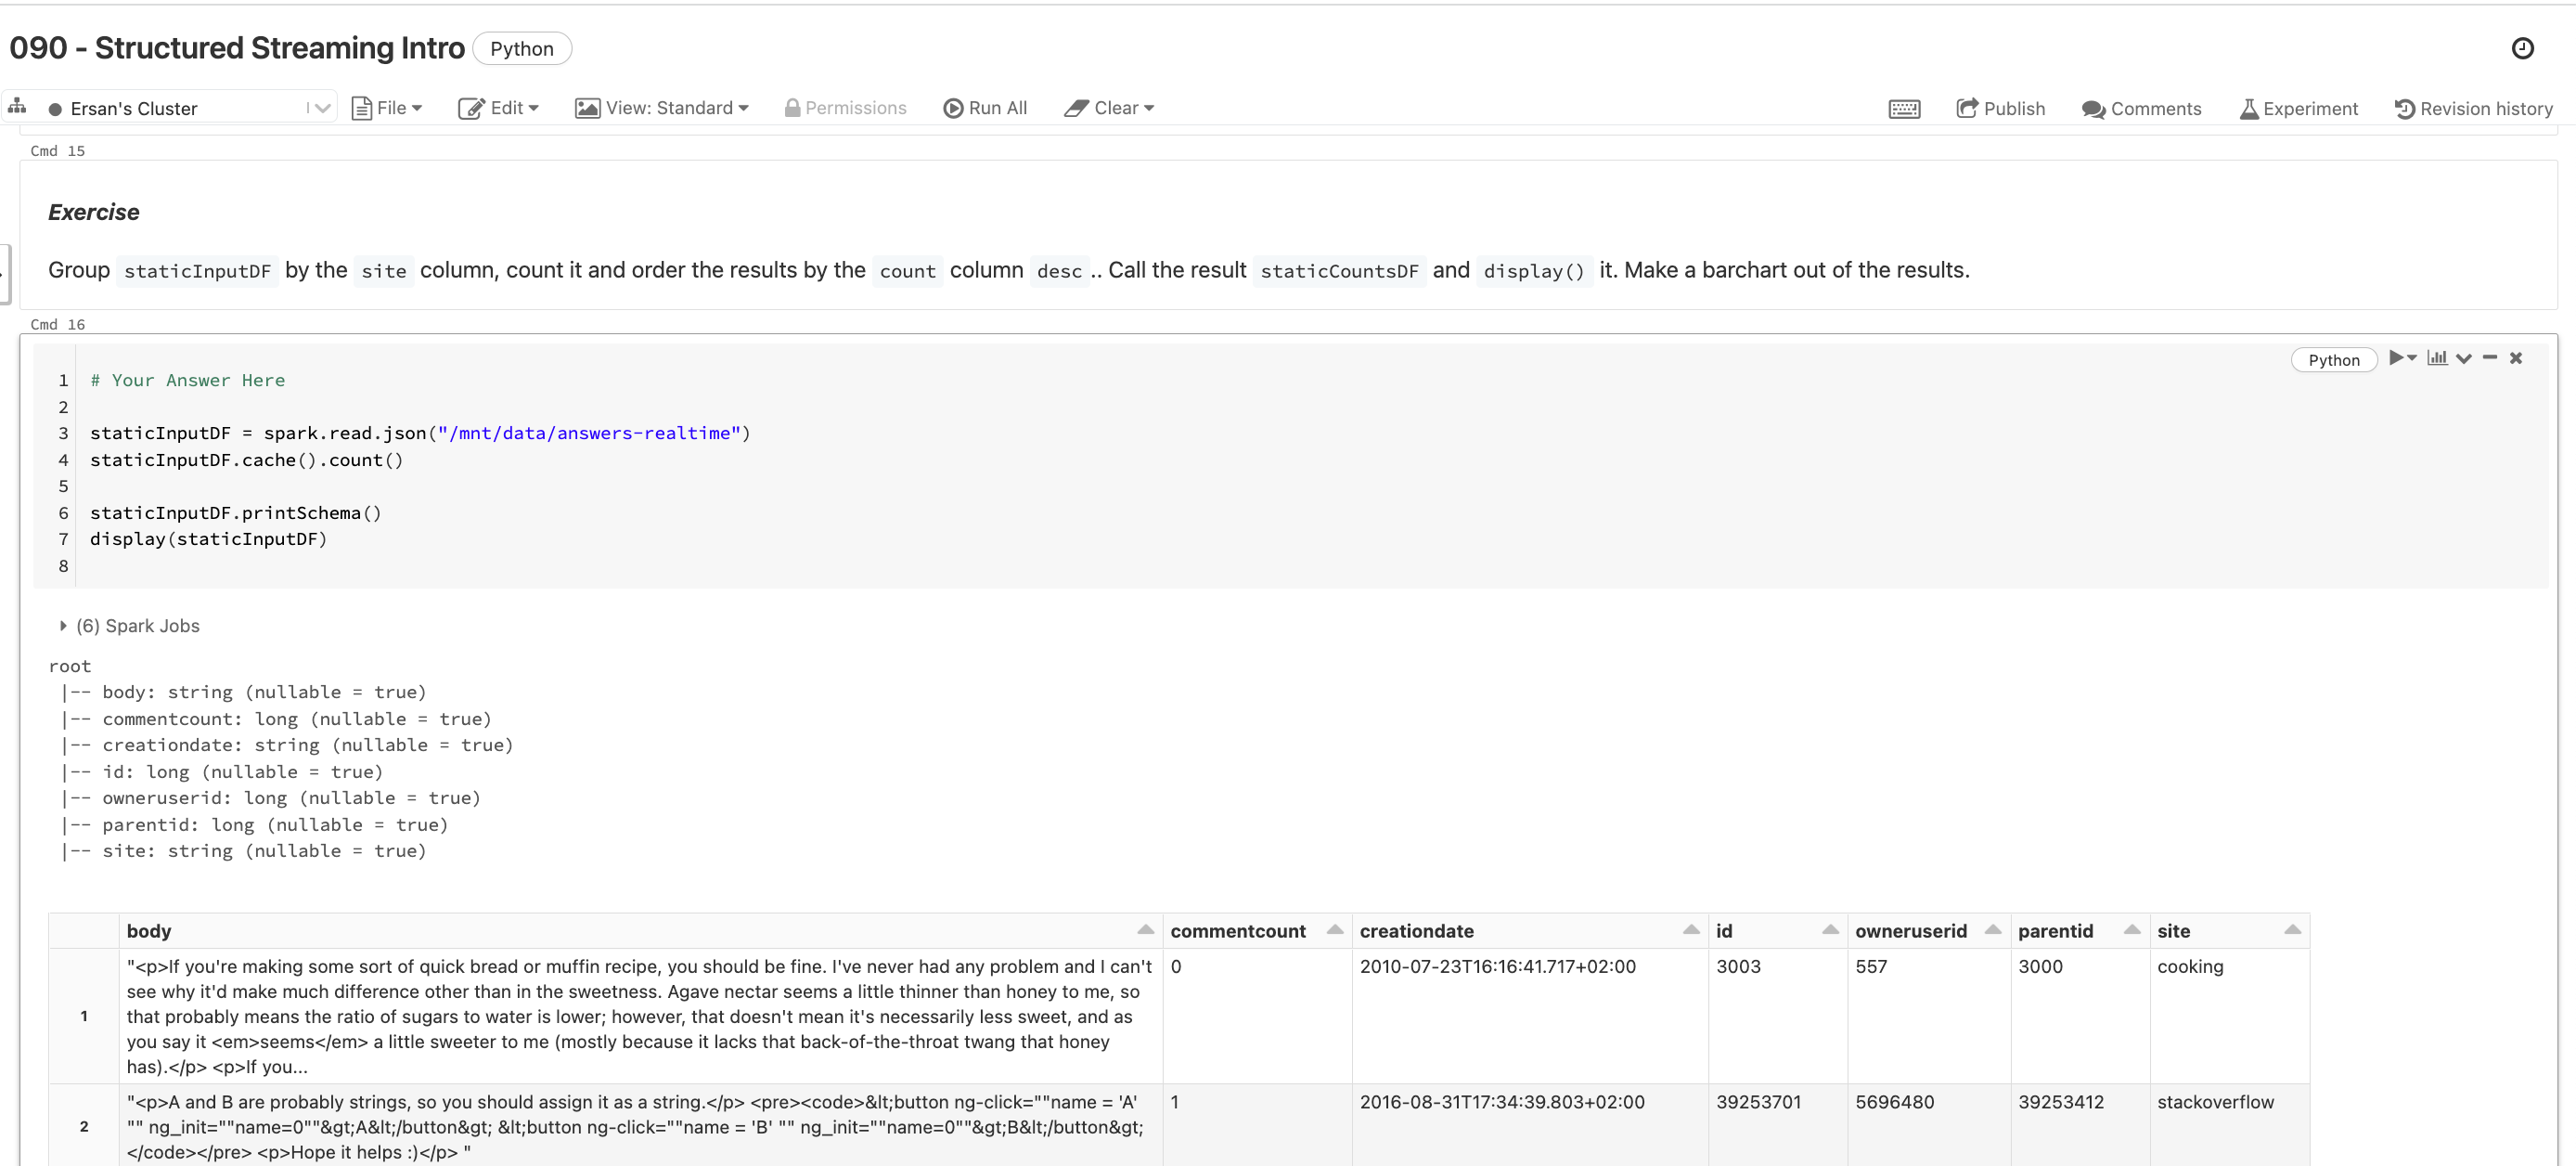 090 - Structured Streaming Intro Python
Ersan's Cluster File Edit View: Standard Permissions Run All Clear Publish Comments Experiment Revision history
Cmd 15
Exercise
Group staticInputDF by the site column, count it and order the results by the count column desc .. Call the result staticCountsDF and display() it. Make a barchart out of the results.
Cmd 16
Python
1 # Your Answer Here
2
3 staticInputDF = spark.read.json("/mnt/data/answers-realtime")
4 staticInputDF.cache().count()
5
6 staticInputDF.printSchema()
7 display(staticInputDF)
8
(6) Spark Jobs
root
|-- body: string (nullable = true)
|-- commentcount: long (nullable = true)
|-- creationdate: string (nullable = true)
|-- id: long (nullable = true)
|-- owneruserid: long (nullable = true)
|-- parentid: long (nullable = true)
|-- site: string (nullable = true)
body commentcount creationdate id owneruserid parentid site
"<p>If you're making some sort of quick bread or muffin recipe, you should be fine. I've never had any problem and I can't 0 2010-07-23T16:16:41.717+02:00 3003 557 3000 cooking
see why it'd make much difference other than in the sweetness. Agave nectar seems a little thinner than honey to me, so
1 that probably means the ratio of sugars to water is lower; however, that doesn't mean it's necessarily less sweet, and as
you say it <em>seems</em> a little sweeter to me (mostly because it lacks that back-of-the-throat twang that honey
has).</p> <p>If you...
"<p>A and B are probably strings, so you should assign it as a string.</p> <pre><code>&lt;button ng-click=""name = 'A' 1 2016-08-31T17:34:39.803+02:00 39253701 5696480 39253412 stackoverflow
2 "" ng_init=""name=0""&gt;A&lt;/button&gt; &lt;button ng-click=""name = 'B' "" ng_init=""name=0""&gt;B&lt;/button&gt;
</code></pre> <p>Hope it helps :)</p> "